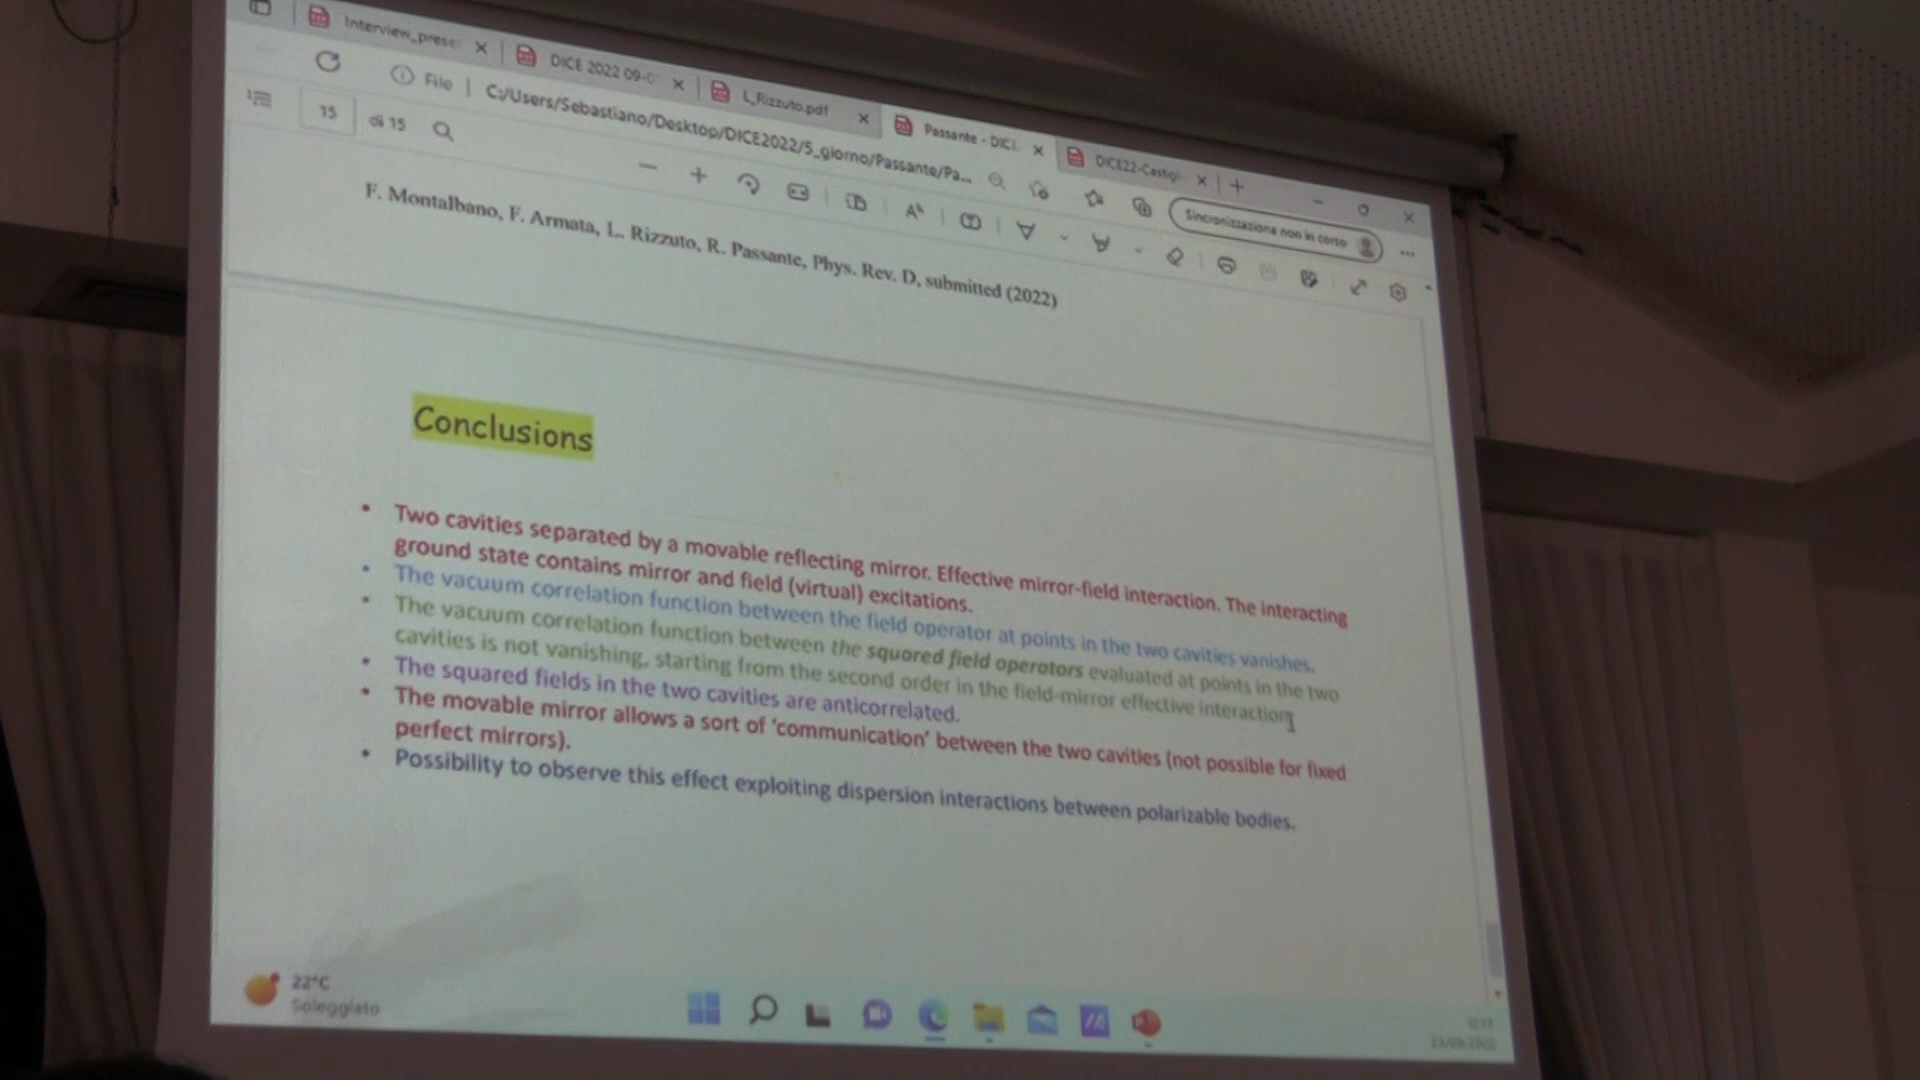 Interview_prese
DICE 2022 09-0
L_Rizzuto.pdf
Passante - DICE
DICE22-Castigl
File | C:/Users/Sebastiano/Desktop/DICE2022/5_giorno/Passante/Pa...
Sincronizzazione non in corso
15 di 15
F. Montalbano, F. Armata, L. Rizzuto, R. Passante, Phys. Rev. D, submitted (2022)
Conclusions
• Two cavities separated by a movable reflecting mirror. Effective mirror-field interaction. The interacting
ground state contains mirror and field (virtual) excitations.
• The vacuum correlation function between the field operator at points in the two cavities vanishes.
• The vacuum correlation function between the squared field operators evaluated at points in the two
cavities is not vanishing, starting from the second order in the field-mirror effective interaction.
• The squared fields in the two cavities are anticorrelated.
• The movable mirror allows a sort of ‘communication’ between the two cavities (not possible for fixed
perfect mirrors).
• Possibility to observe this effect exploiting dispersion interactions between polarizable bodies.
22°C
Soleggiato
23/09/2022